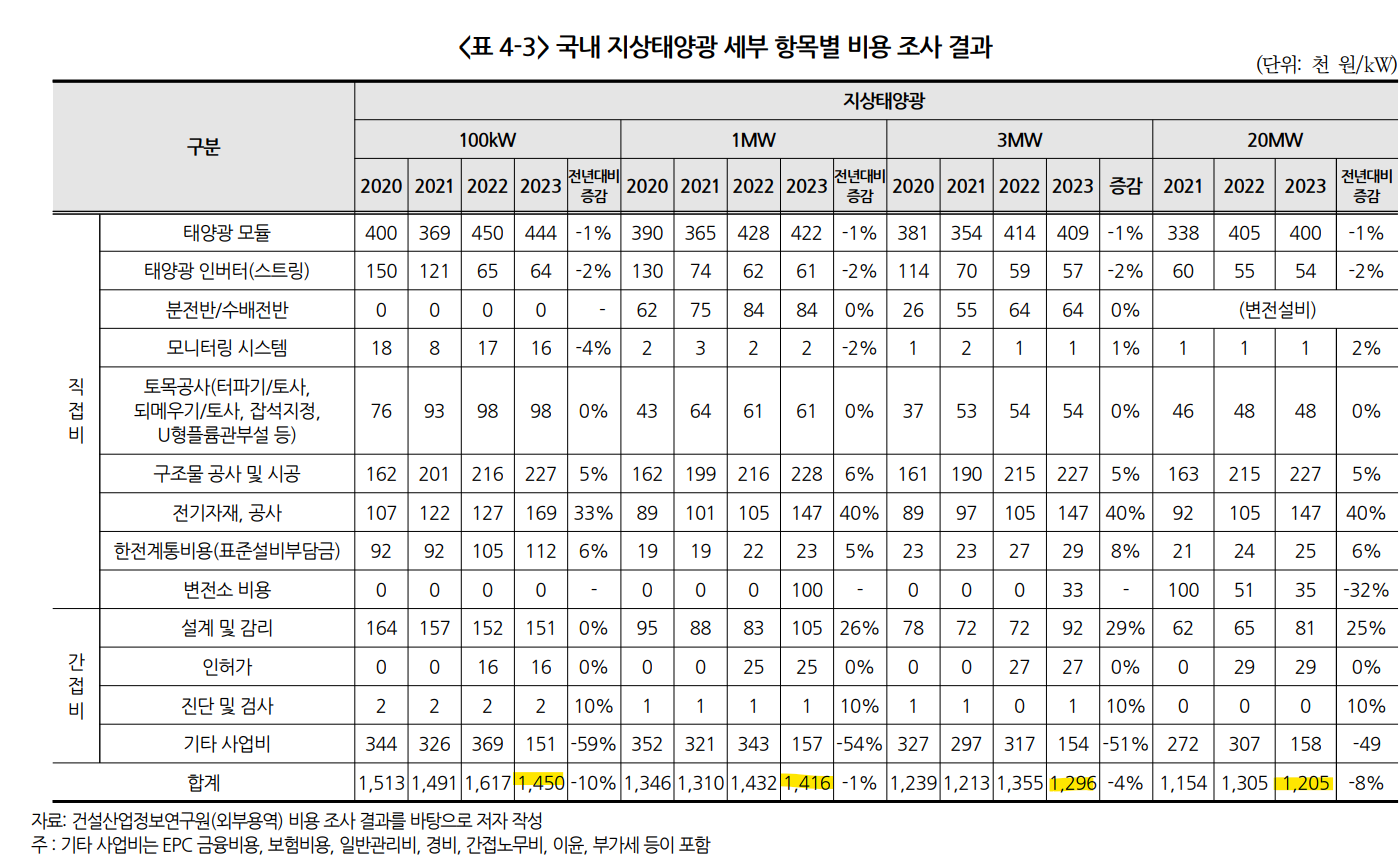 <표 4-3> 국내 지상태양광 세부 항목별 비용 조사 결과
(단위: 천 원/kW)
구분 지상태양광
100kW 1MW 3MW 20MW
2020 2021 2022 2023 전년대비 증감 2020 2021 2022 2023 전년대비 증감 2020 2021 2022 2023 증감 2021 2022 2023 전년대비 증감
직접비
태양광 모듈 400 369 450 444 -1% 390 365 428 422 -1% 381 354 414 409 -1% 338 405 400 -1%
태양광 인버터(스트링) 150 121 65 64 -2% 130 74 62 61 -2% 114 70 59 57 -2% 60 55 54 -2%
분전반/수배전반 0 0 0 0 - 62 75 84 84 0% 26 55 64 64 0% (변전설비)
모니터링 시스템 18 8 17 16 -4% 2 3 2 2 -2% 1 2 1 1 1% 1 1 1 2%
토목공사(터파기/토사,
되메우기/토사, 잡석지정,
U형플륨관부설 등) 76 93 98 98 0% 43 64 61 61 0% 37 53 54 54 0% 46 48 48 0%
구조물 공사 및 시공 162 201 216 227 5% 162 199 216 228 6% 161 190 215 227 5% 163 215 227 5%
전기자재, 공사 107 122 127 169 33% 89 101 105 147 40% 89 97 105 147 40% 92 105 147 40%
한전계통비용(표준설비부담금) 92 92 105 112 6% 19 19 22 23 5% 23 23 27 29 8% 21 24 25 6%
변전소 비용 0 0 0 0 - 0 0 0 100 - 0 0 0 33 - 100 51 35 -32%
간접비
설계 및 감리 164 157 152 151 0% 95 88 83 105 26% 78 72 72 92 29% 62 65 81 25%
인허가 0 0 16 16 0% 0 0 25 25 0% 0 0 27 27 0% 0 29 29 0%
진단 및 검사 2 2 2 2 10% 1 1 1 1 10% 1 1 0 1 10% 0 0 0 10%
기타 사업비 344 326 369 151 -59% 352 321 343 157 -54% 327 297 317 154 -51% 272 307 158 -49
합계 1,513 1,491 1,617 1,450 -10% 1,346 1,310 1,432 1,416 -1% 1,239 1,213 1,355 1,296 -4% 1,154 1,305 1,205 -8%
자료: 건설산업정보연구원(외부용역) 비용 조사 결과를 바탕으로 저자 작성
주 : 기타 사업비는 EPC 금융비용, 보험비용, 일반관리비, 경비, 간접노무비, 이윤, 부가세 등이 포함